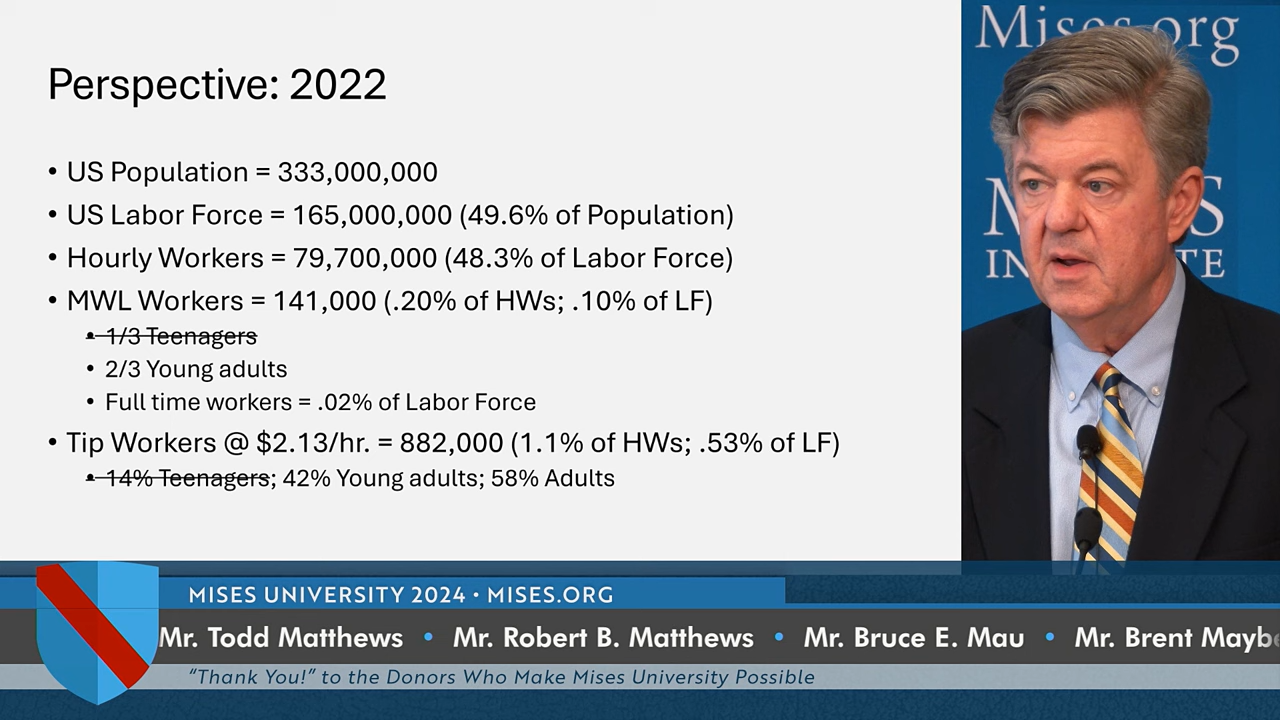 Perspective: 2022
• US Population = 333,000,000
• US Labor Force = 165,000,000 (49.6% of Population)
• Hourly Workers = 79,700,000 (48.3% of Labor Force)
• MWL Workers = 141,000 (.20% of HWs; .10% of LF)
• 1/3 Teenagers
• 2/3 Young adults
• Full time workers = .02% of Labor Force
• Tip Workers @ $2.13/hr. = 882,000 (1.1% of HWs; .53% of LF)
• 14% Teenagers; 42% Young adults; 58% Adults
Mises.org
MISES UNIVERSITY 2024 • MISES.ORG
Mr. Todd Matthews • Mr. Robert B. Matthews • Mr. Bruce E. Mau • Mr. Brent
“Thank You!” to the Donors Who Make Mises University Possible